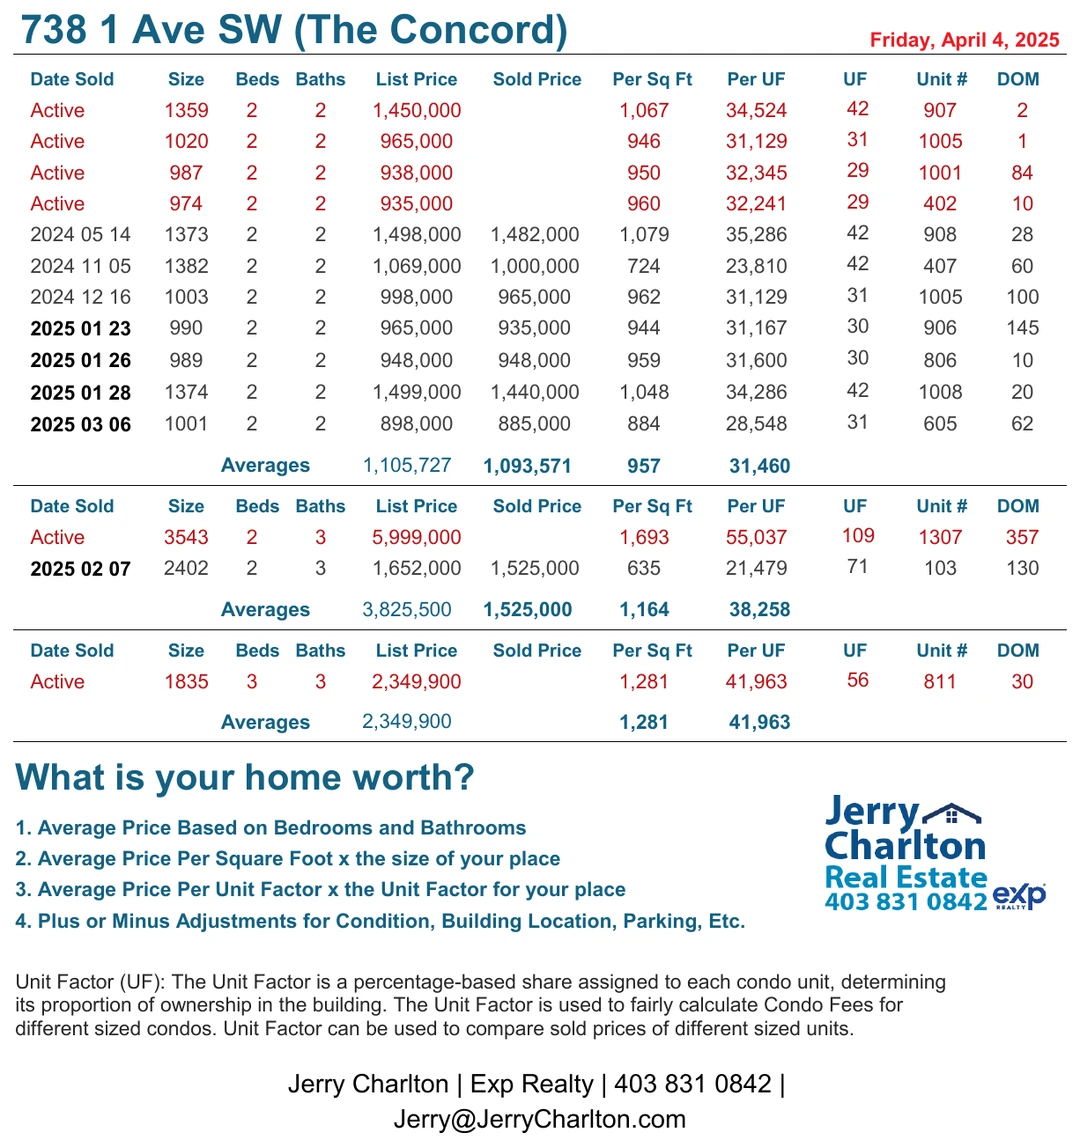 738 1 Ave SW (The Concord)
Friday, April 4, 2025
Date Sold Size Beds Baths List Price Sold Price Per Sq Ft Per UF UF Unit # DOM
Active 1359 2 2 1,450,000 1,067 34,524 42 907 2
Active 1020 2 2 965,000 946 31,129 31 1005 1
Active 987 2 2 938,000 950 32,345 29 1001 84
Active 974 2 2 935,000 960 32,241 29 402 10
2024 05 14 1373 2 2 1,498,000 1,482,000 1,079 35,286 42 908 28
2024 11 05 1382 2 2 1,069,000 1,000,000 724 23,810 42 407 60
2024 12 16 1003 2 2 998,000 965,000 962 31,129 31 1005 100
2025 01 23 990 2 2 965,000 935,000 944 31,167 30 906 145
2025 01 26 989 2 2 948,000 948,000 959 31,600 30 806 10
2025 01 28 1374 2 2 1,499,000 1,440,000 1,048 34,286 42 1008 20
2025 03 06 1001 2 2 898,000 885,000 884 28,548 31 605 62
Averages 1,105,727 1,093,571 957 31,460
Date Sold Size Beds Baths List Price Sold Price Per Sq Ft Per UF UF Unit # DOM
Active 3543 2 3 5,999,000 1,693 55,037 109 1307 357
2025 02 07 2402 2 3 1,652,000 1,525,000 635 21,479 71 103 130
Averages 3,825,500 1,525,000 1,164 38,258
Date Sold Size Beds Baths List Price Sold Price Per Sq Ft Per UF UF Unit # DOM
Active 1835 3 3 2,349,900 1,281 41,963 56 811 30
Averages 2,349,900 1,281 41,963
What is your home worth?
1. Average Price Based on Bedrooms and Bathrooms
2. Average Price Per Square Foot x the size of your place
3. Average Price Per Unit Factor x the Unit Factor for your place
4. Plus or Minus Adjustments for Condition, Building Location, Parking, Etc.
Jerry
Charlton
Real Estate
403 831 0842
exp
REALTY
Unit Factor (UF): The Unit Factor is a percentage-based share assigned to each condo unit, determining
its proportion of ownership in the building. The Unit Factor is used to fairly calculate Condo Fees for
different sized condos. Unit Factor can be used to compare sold prices of different sized units.
Jerry Charlton | Exp Realty | 403 831 0842 |
Jerry@JerryCharlton.com